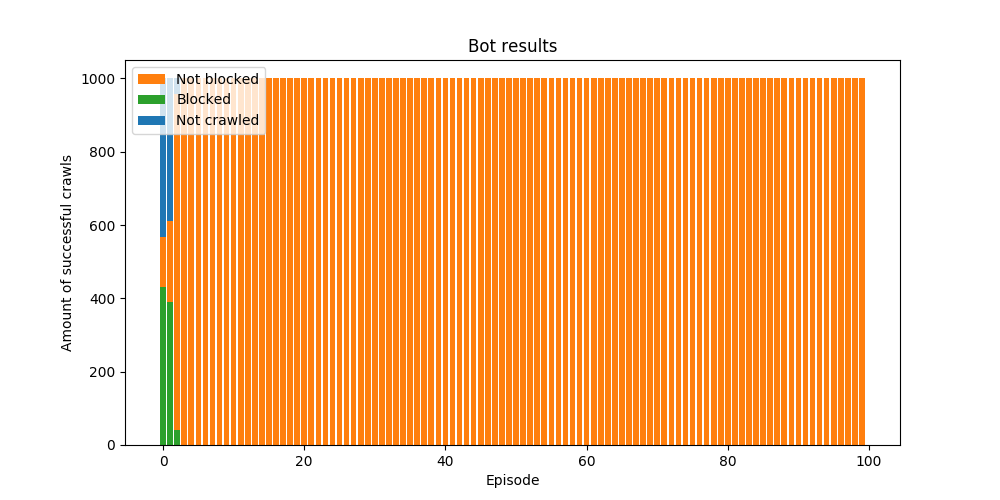 Bot results
Not blocked
Blocked
Not crawled
Amount of successful crawls
1000
800
600
400
200
0
0 20 40 60 80 100
Episode